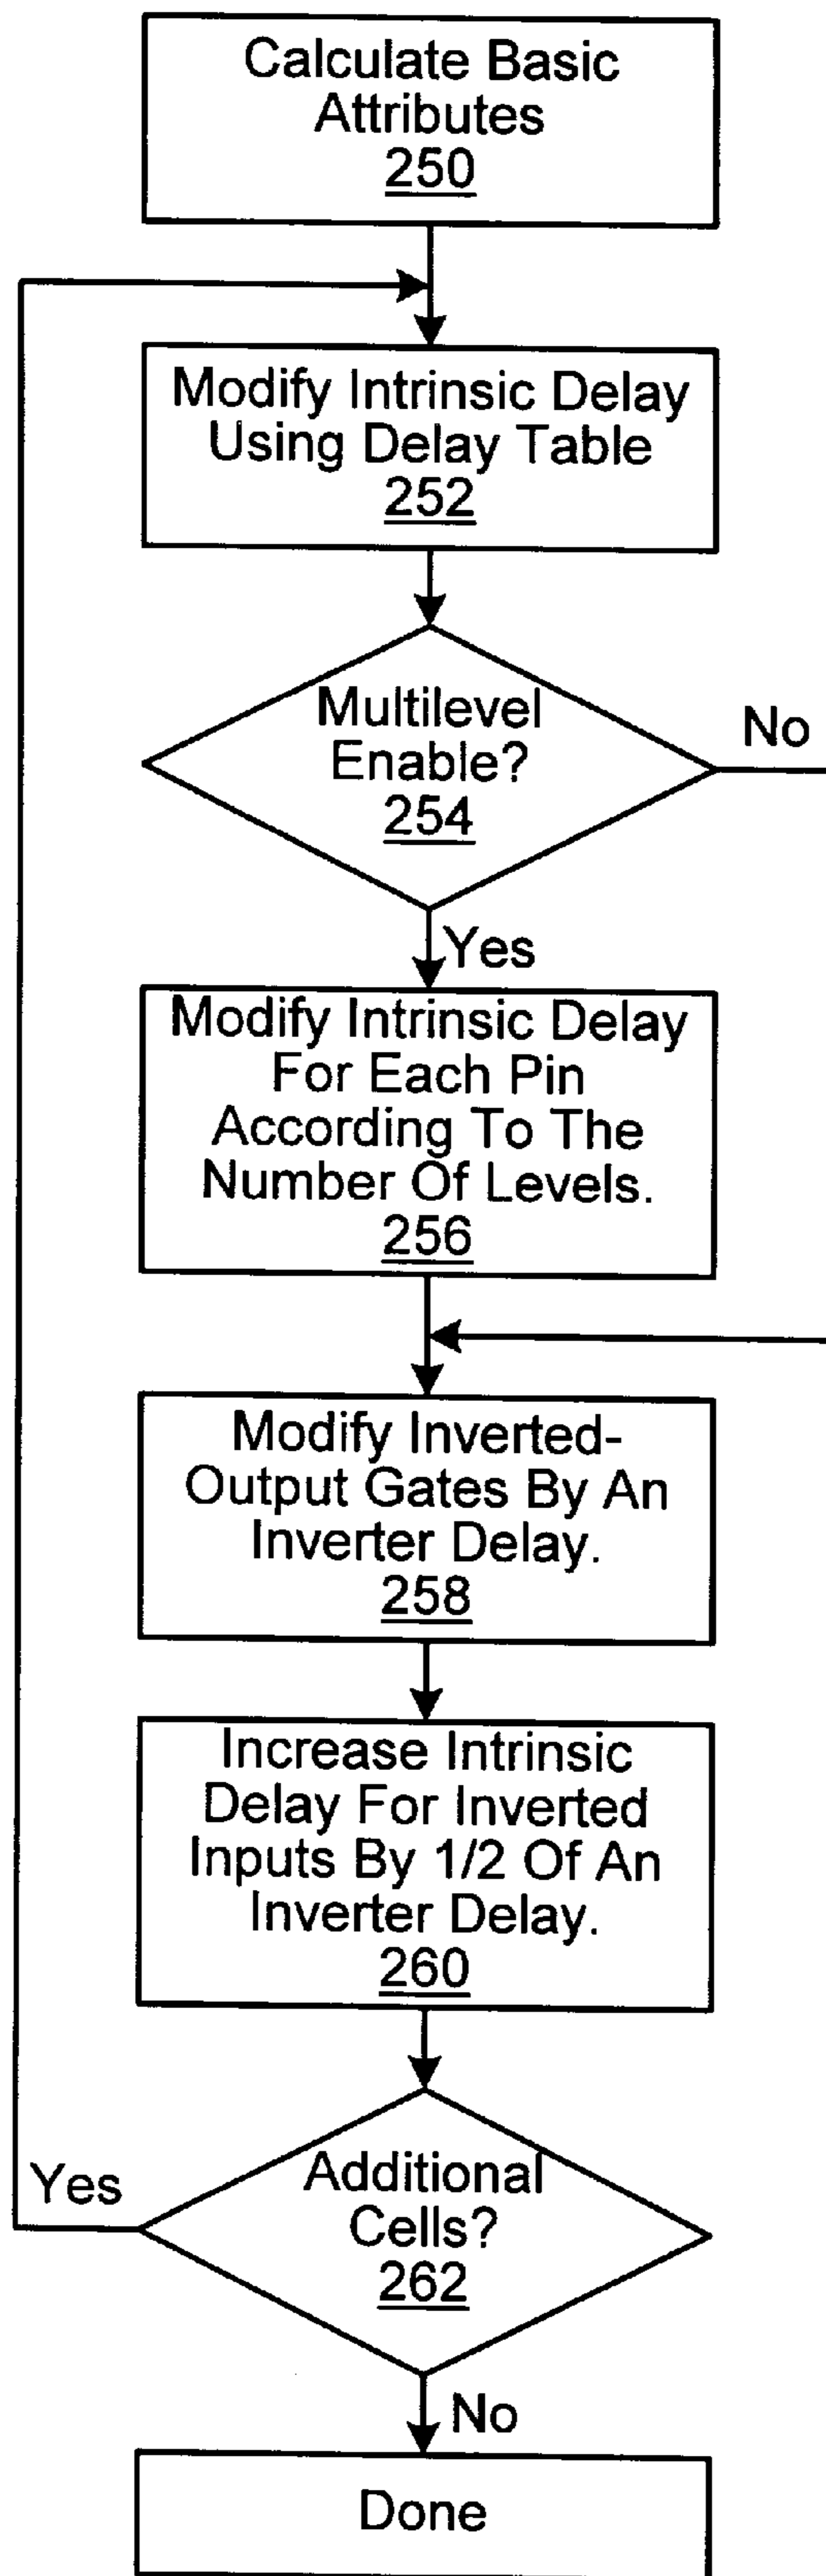 Calculate Basic
Attributes
250
Modify Intrinsic Delay
Using Delay Table
252
Multilevel
Enable?
254
No
Yes
Modify Intrinsic Delay
For Each Pin
According To The
Number Of Levels.
256
Modify Inverted-
Output Gates By An
Inverter Delay.
258
Increase Intrinsic
Delay For Inverted
Inputs By 1/2 Of An
Inverter Delay.
260
Additional
Cells?
262
Yes
No
Done